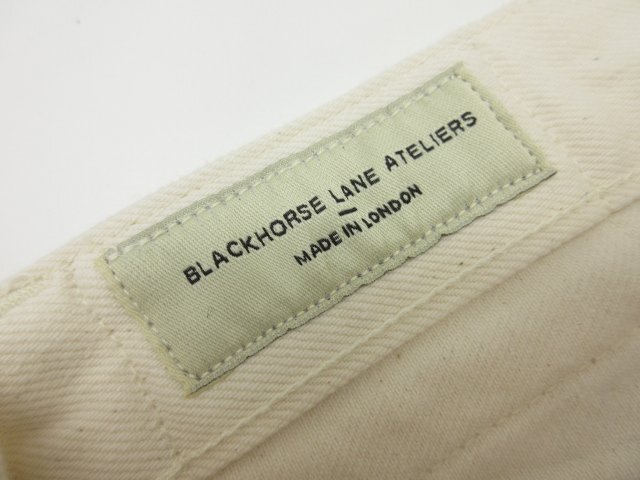 BLACKHORSE LANE ATELIERS
—
MADE IN LONDON